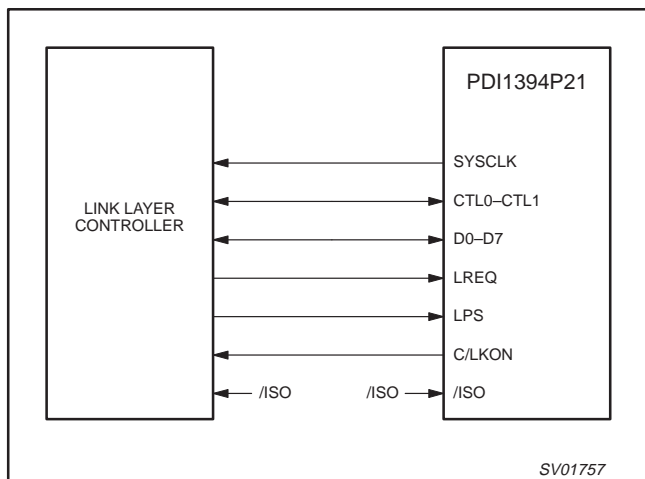 PDI1394P21
SYSCLK
CTL0–CTL1
LINK LAYER
CONTROLLER
D0–D7
LREQ
LPS
C/LKON
/ISO /ISO /ISO
SV01757